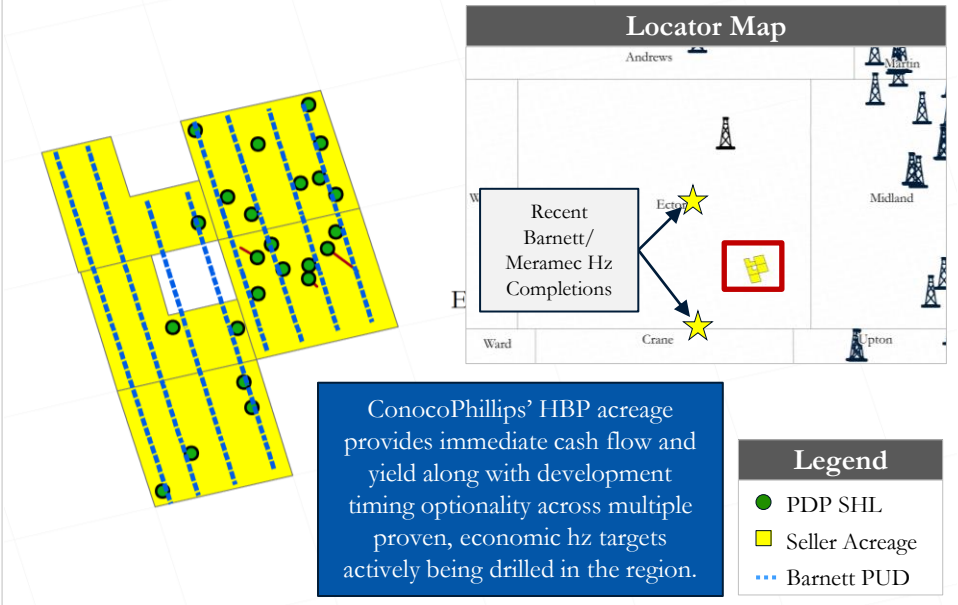 Locator Map
Andrews
Martin
W
Ector
Midland
Recent
Barnett/
Meramec Hz
Completions
E
Ward
Crane
Upton
ConocoPhillips’ HBP acreage
provides immediate cash flow and
yield along with development
timing optionality across multiple
proven, economic hz targets
actively being drilled in the region.
Legend
PDP SHL
Seller Acreage
Barnett PUD